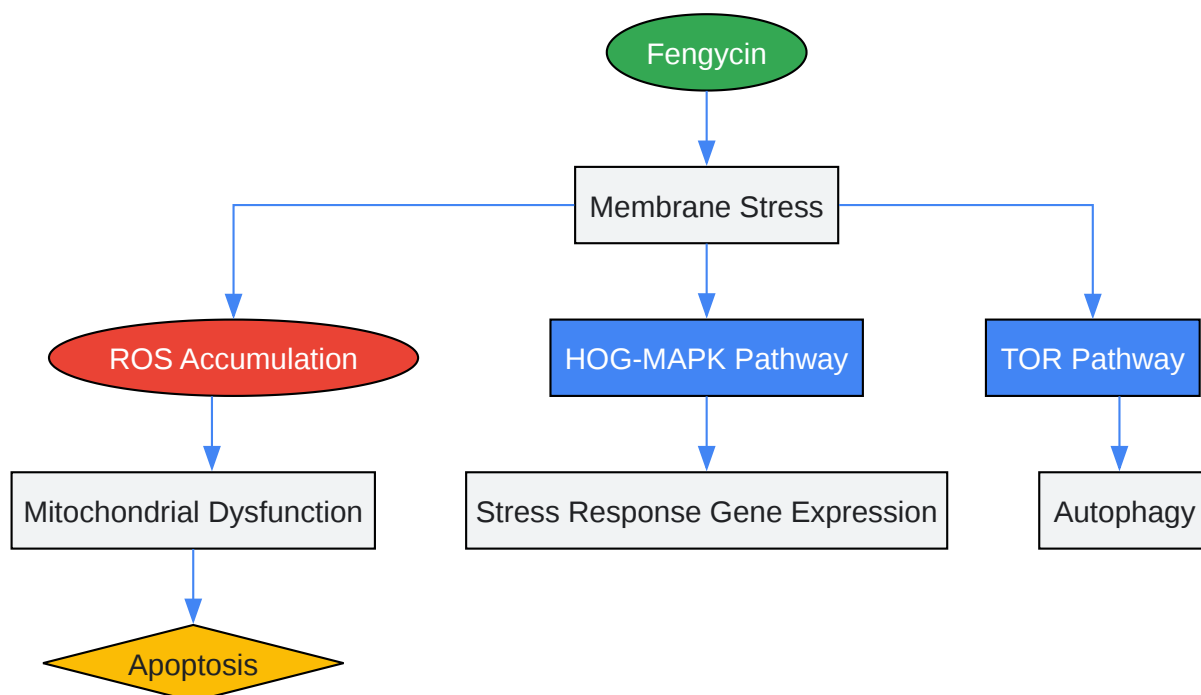 Fengycin
Membrane Stress
ROS Accumulation
HOG-MAPK Pathway
TOR Pathway
Mitochondrial Dysfunction
Stress Response Gene Expression
Autophagy
Apoptosis